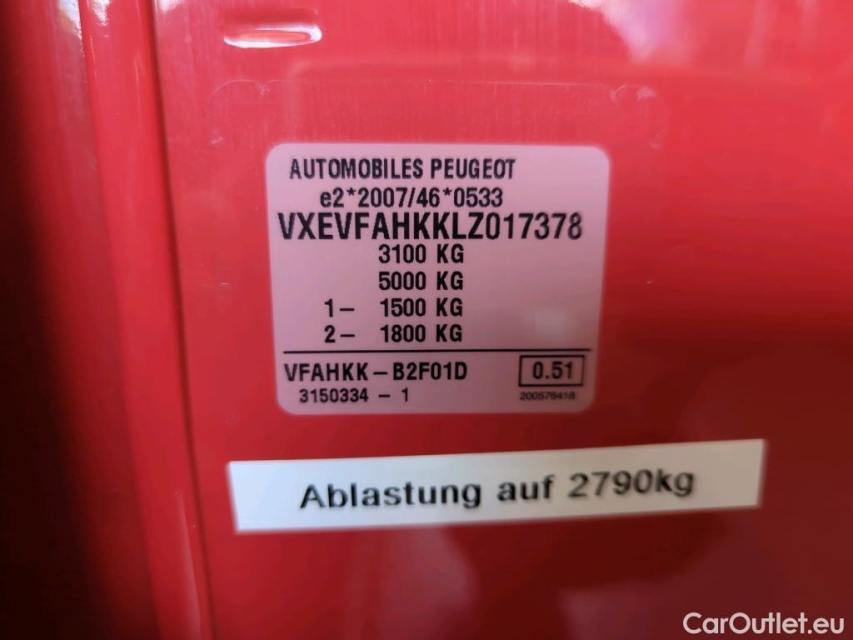 AUTOMOBILES PEUGEOT
e2*2007/46*0533
VXEVFAHKKLZ017378
3100 KG
5000 KG
1- 1500 KG
2- 1800 KG
VFAHKK-B2F01D 0.51
3150334 - 1 200576418
Ablastung auf 2790kg
CarOutlet.eu